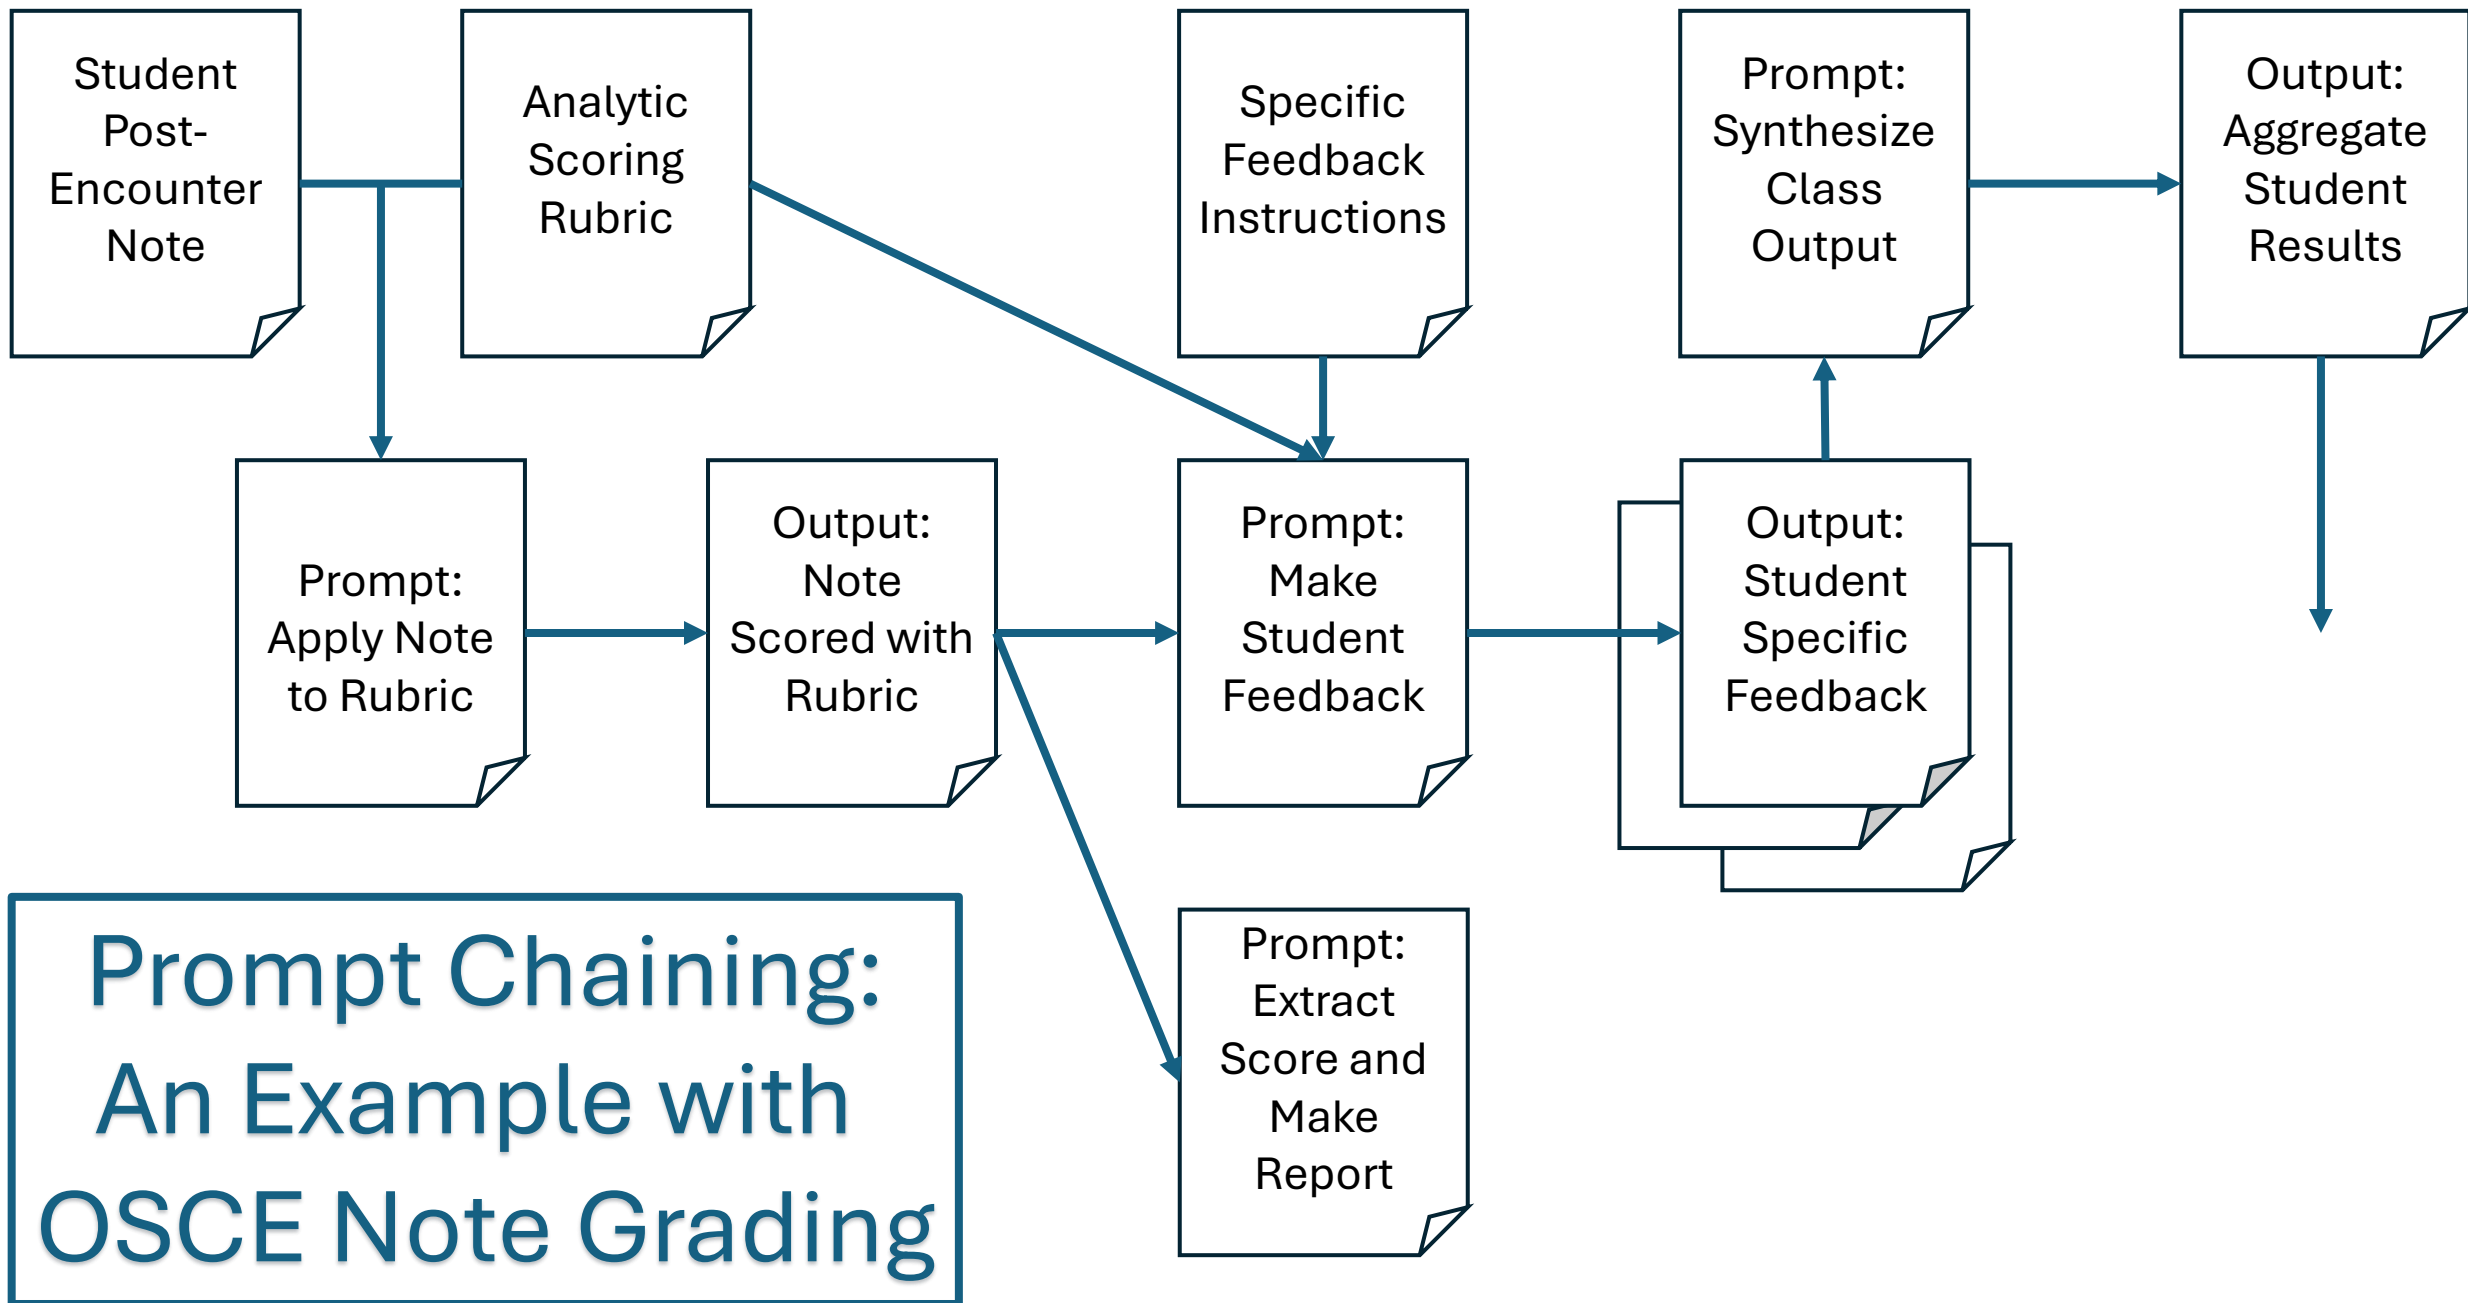 Student
Post-
Encounter
Note
Analytic
Scoring
Rubric
Specific
Feedback
Instructions
Prompt:
Synthesize
Class
Output
Output:
Aggregate
Student
Results
Prompt:
Apply Note
to Rubric
Output:
Note
Scored with
Rubric
Prompt:
Make
Student
Feedback
Output:
Student
Specific
Feedback
Prompt:
Extract
Score and
Make
Report
Prompt Chaining:
An Example with
OSCE Note Grading